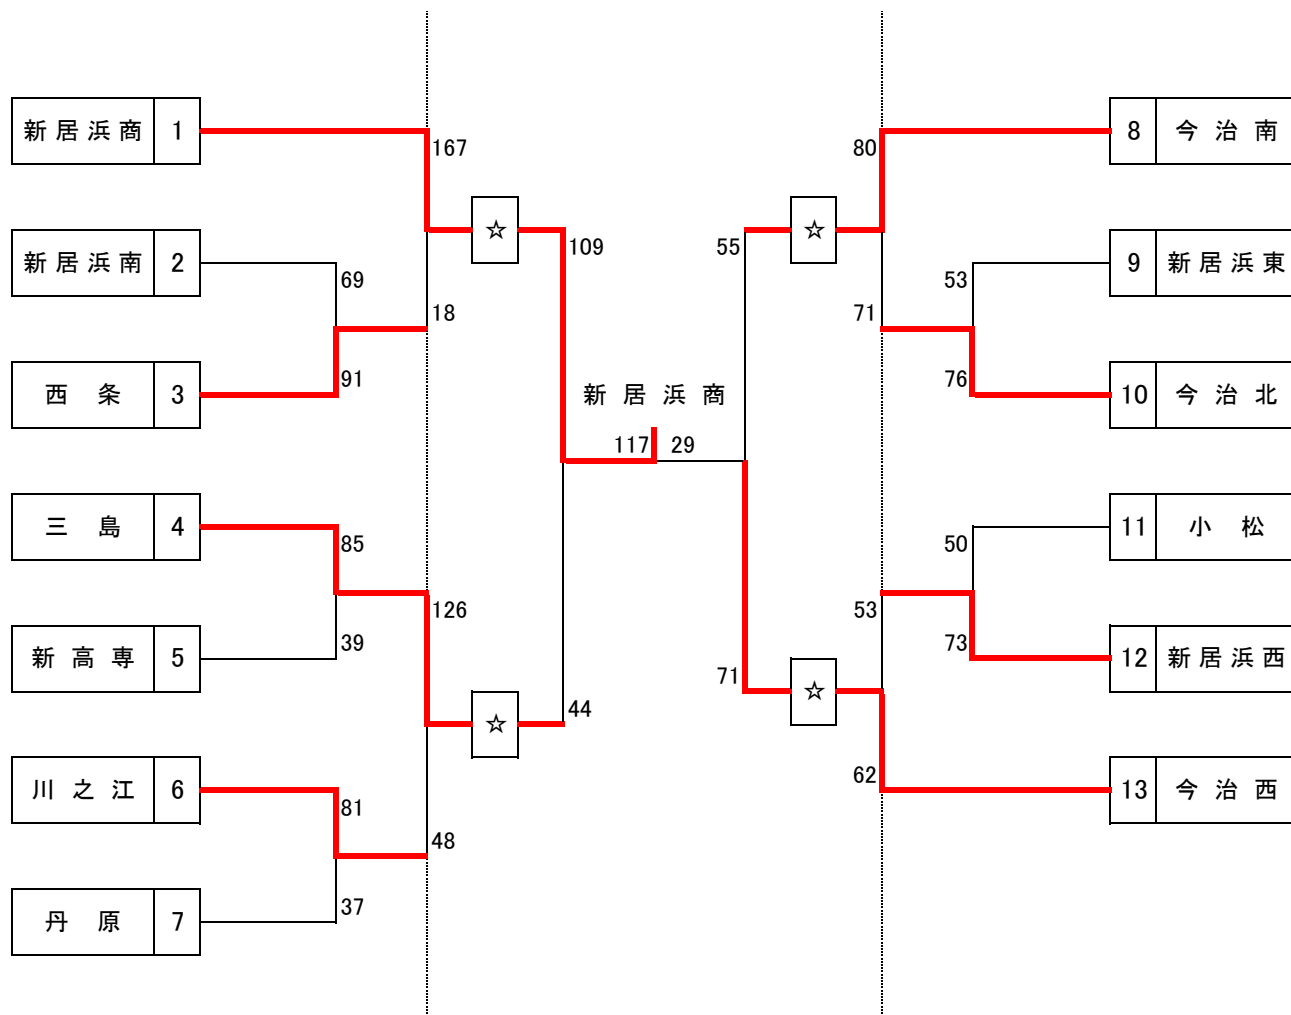 新居浜商 1
167
80
8 今治南
☆
☆
109
55
新居浜南 2
69
53
9 新居浜東
18
71
西条 3
91
76
10 今治北
新居浜商
117 29
三島 4
85
50
11 小松
126
53
新高専 5
39
73
12 新居浜西
71
☆
☆
44
川之江 6
81
62
13 今治西
48
丹原 7
37